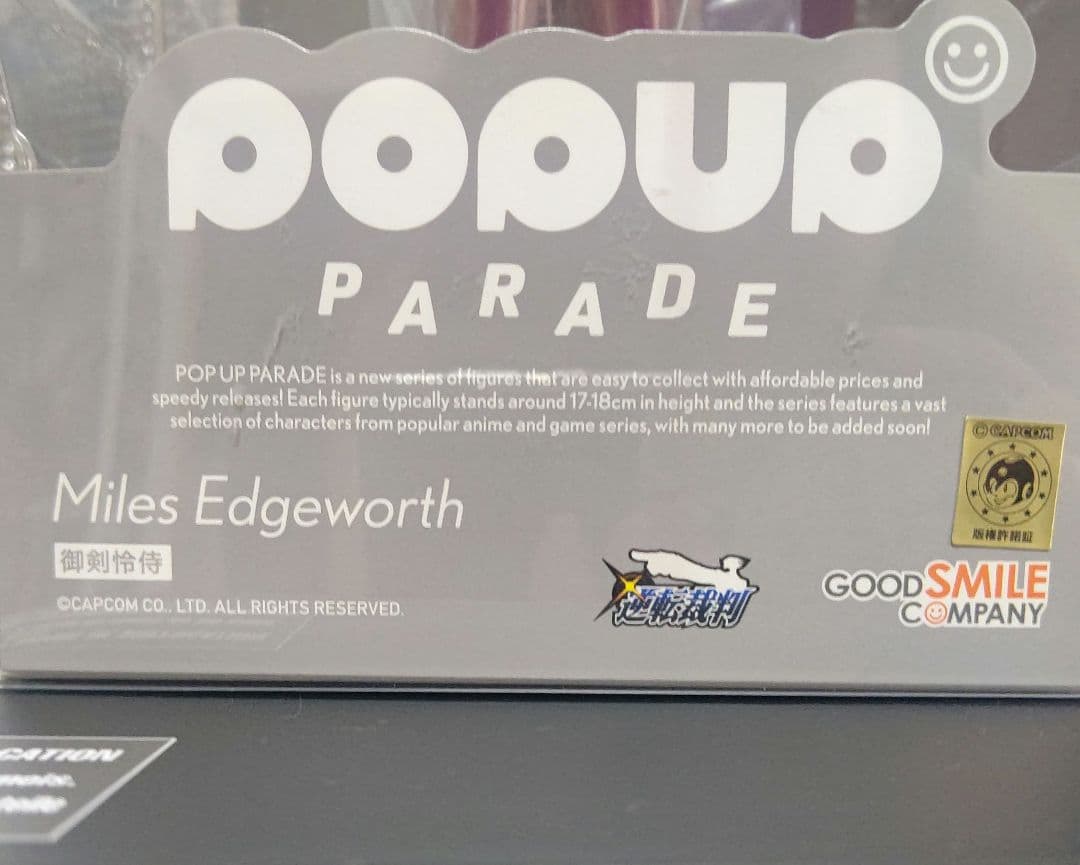 POPUP
PARADE
POP UP PARADE is a new series of figures that are easy to collect with affordable prices and
speedy releases! Each figure typically stands around 17-18cm in height and the series features a vast
selection of characters from popular anime and game series, with many more to be added soon!
© CAPCOM
版権許諾証
Miles Edgeworth
御剣怜侍
©CAPCOM CO., LTD. ALL RIGHTS RESERVED.
逆転裁判
GOOD SMILE
COMPANY
CATION